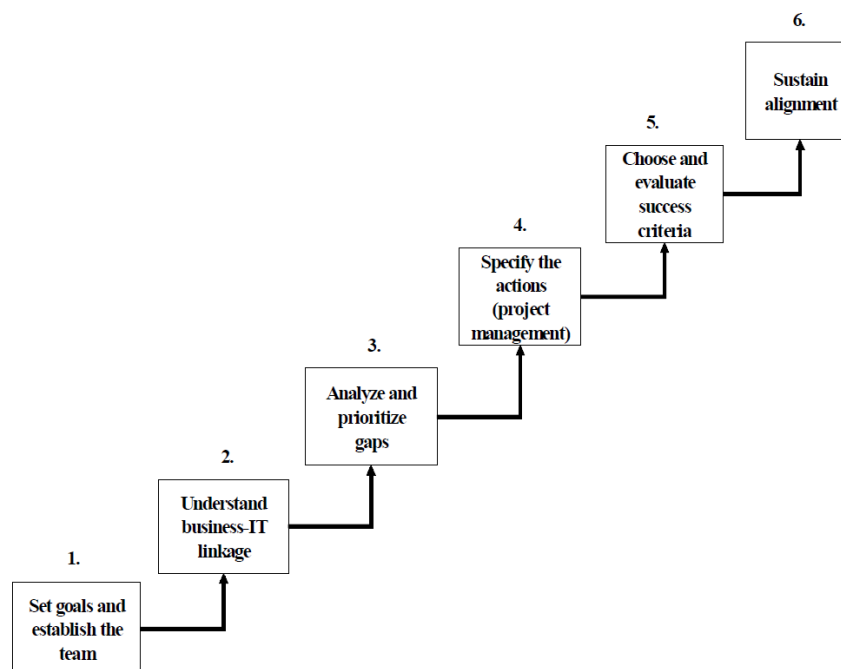 1.
Set goals and
establish the
team
2.
Understand
business-IT
linkage
3.
Analyze and
prioritize
gaps
4.
Specify the
actions
(project
management)
5.
Choose and
evaluate
success
criteria
6.
Sustain
alignment